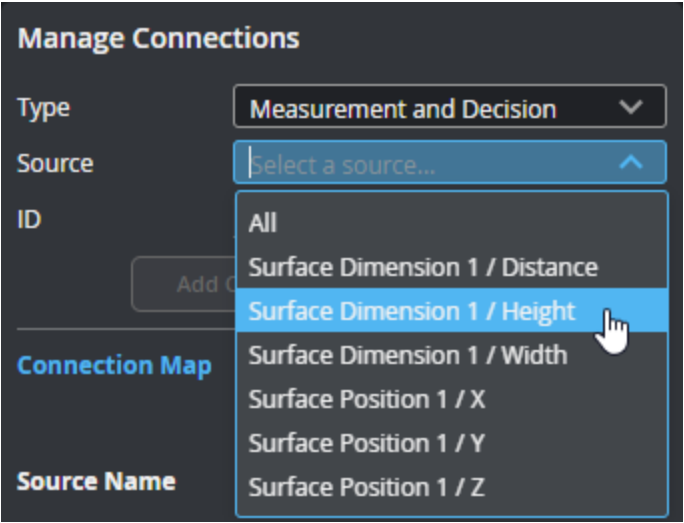 Manage Connections
Type Measurement and Decision
Source Select a source...
ID
All
Surface Dimension 1 / Distance
Add
Surface Dimension 1 / Height
Surface Dimension 1 / Width
Connection Map
Surface Position 1 / X
Surface Position 1 / Y
Source Name
Surface Position 1 / Z